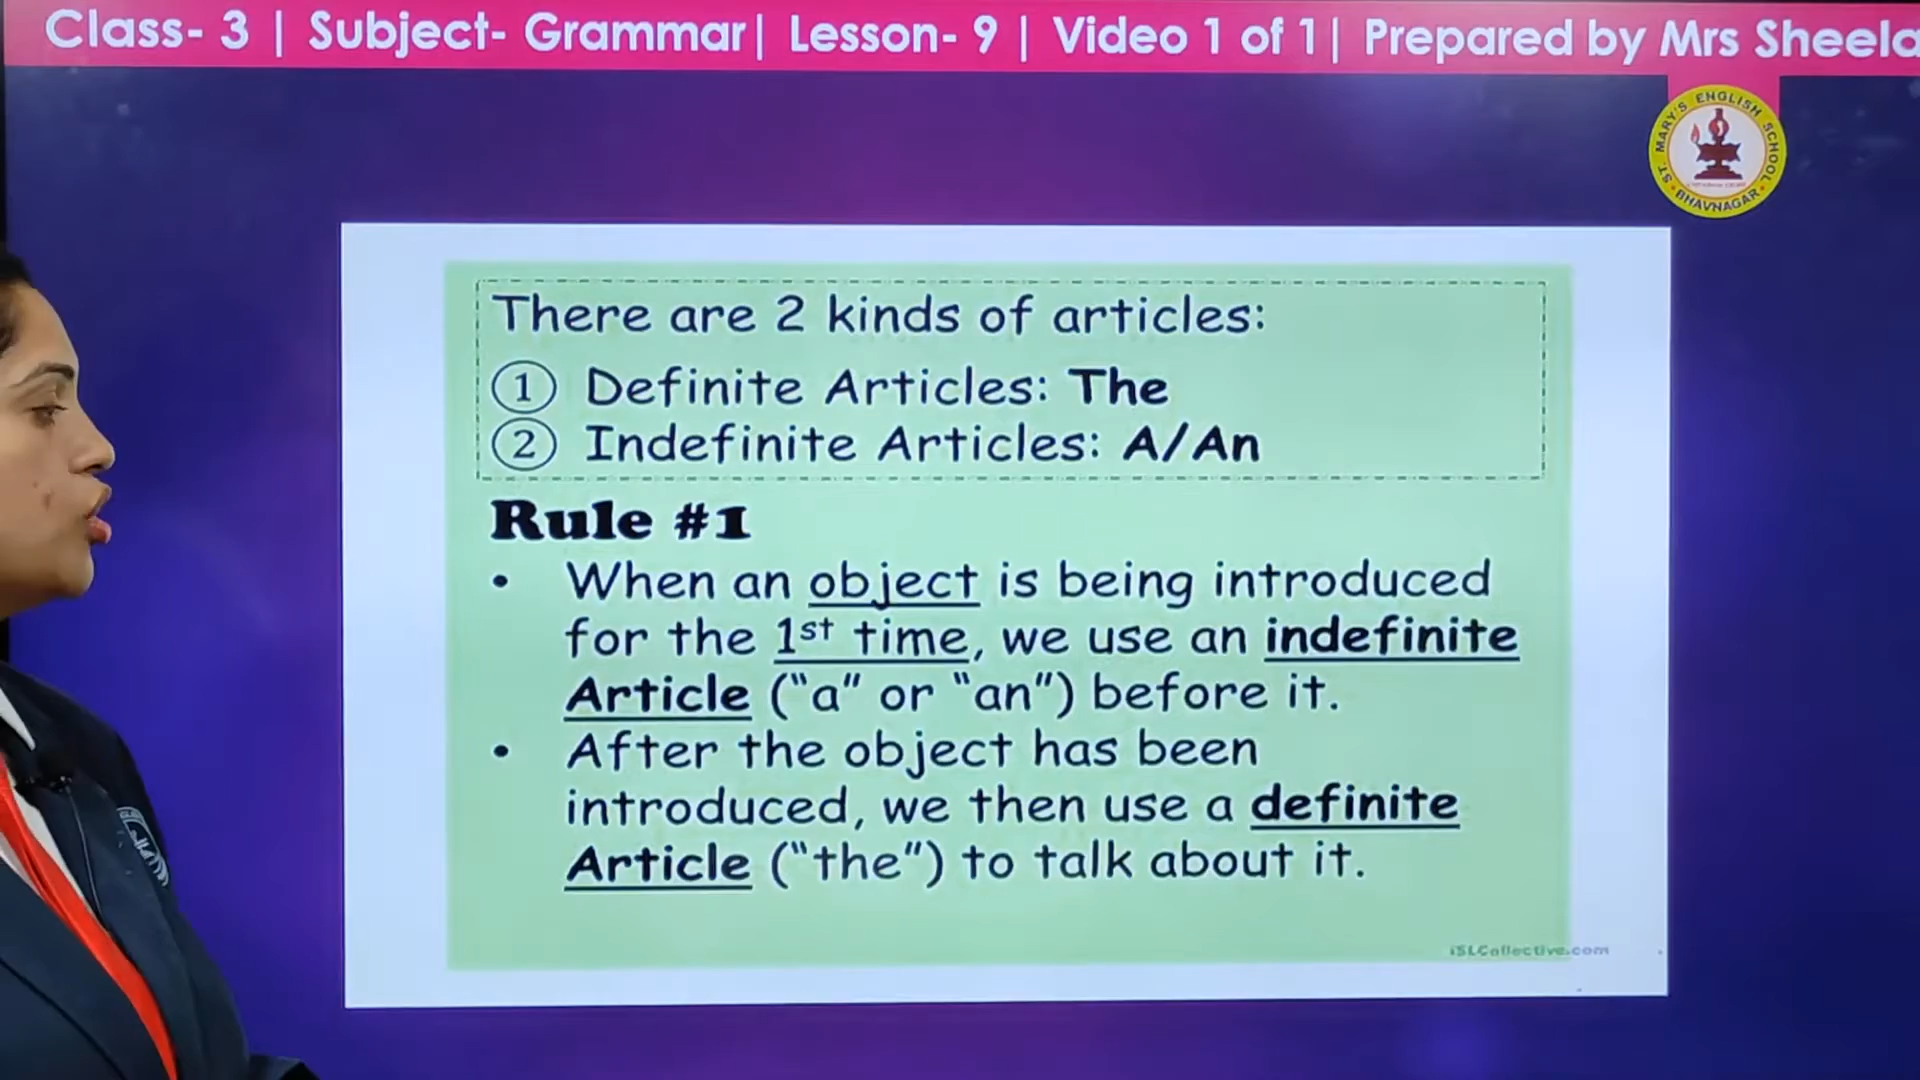 Class- 3 | Subject- Grammar| Lesson- 9 | Video 1 of 1| Prepared by Mrs Sheela
ST. MARY'S ENGLISH SCHOOL
BHAVNAGAR
There are 2 kinds of articles:
1 Definite Articles: The
2 Indefinite Articles: A/An
Rule #1
• When an object is being introduced
for the 1st time, we use an indefinite
Article ("a" or "an") before it.
• After the object has been
introduced, we then use a definite
Article ("the") to talk about it.
iSLCollective.com